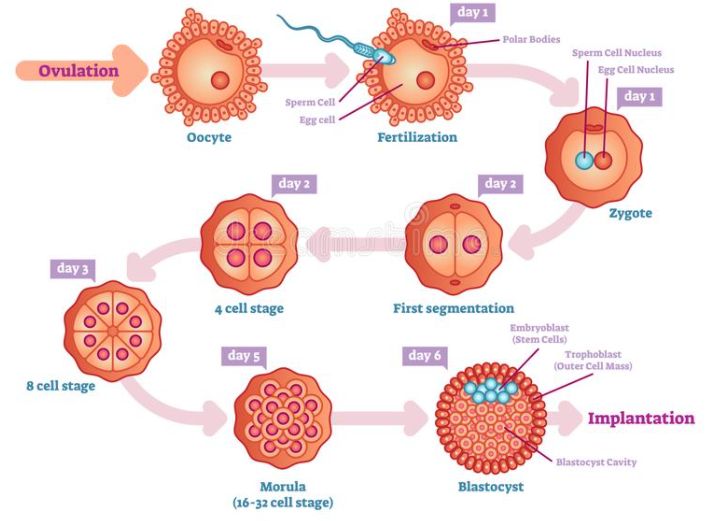 day 1
Polar Bodies
Ovulation
Sperm Cell
Egg cell
Oocyte
Fertilization
Sperm Cell Nucleus
Egg Cell Nucleus
day 1
Zygote
day 2
First segmentation
day 2
4 cell stage
day 3
8 cell stage
day 5
Morula
(16-32 cell stage)
day 6
Embryoblast
(Stem Cells)
Trophoblast
(Outer Cell Mass)
Blastocyst Cavity
Blastocyst
Implantation
dreamstime